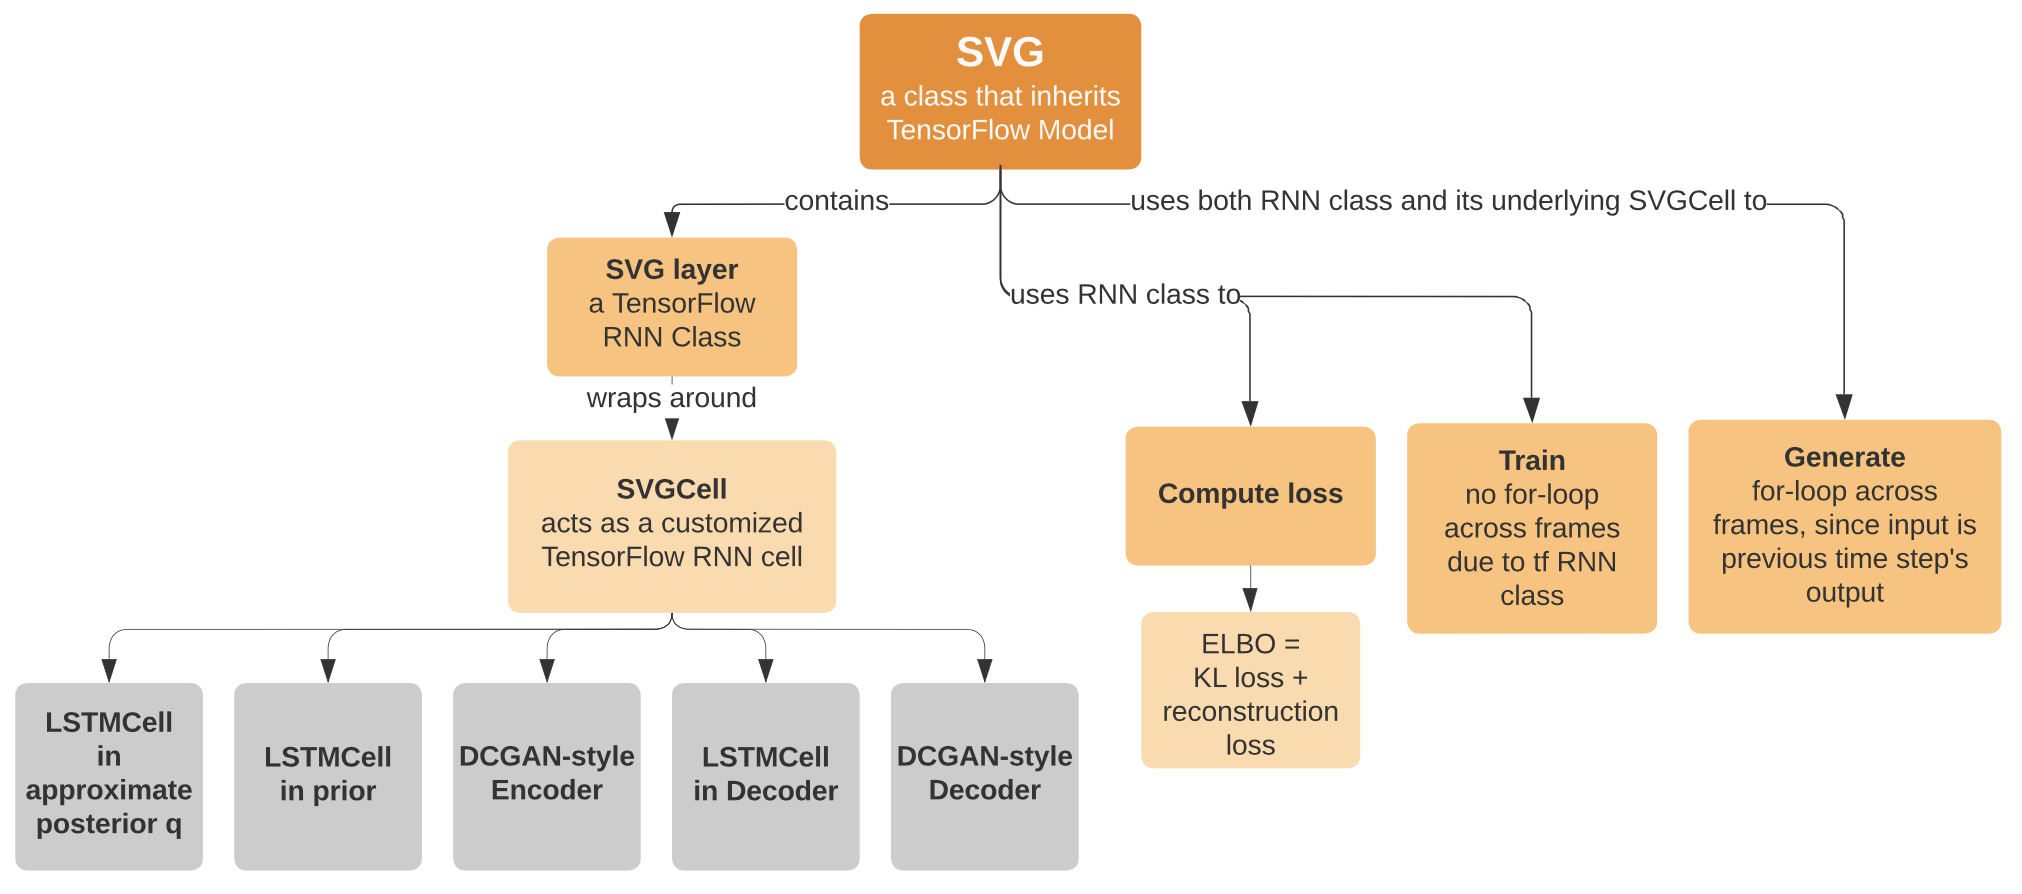 SVG
a class that inherits
TensorFlow Model
contains
uses both RNN class and its underlying SVGCell to
SVG layer
a TensorFlow
RNN Class
uses RNN class to
wraps around
SVGCell
acts as a customized
TensorFlow RNN cell
Compute loss
Train
no for-loop
across frames
due to tf RNN
class
Generate
for-loop across
frames, since input is
previous time step's
output
ELBO =
KL loss +
reconstruction
loss
LSTMCell
in
approximate
posterior q
LSTMCell
in prior
DCGAN-style
Encoder
LSTMCell
in Decoder
DCGAN-style
Decoder